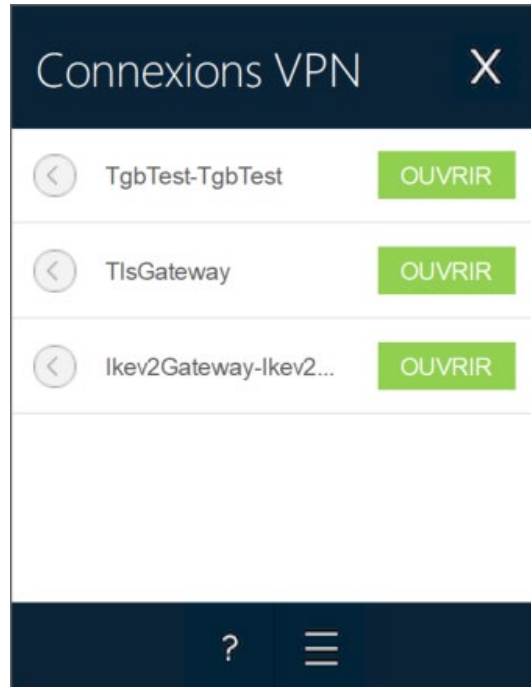 Connexions VPN X
TgbTest-TgbTest OUVRIR
TlsGateway OUVRIR
Ikev2Gateway-Ikev2... OUVRIR
?